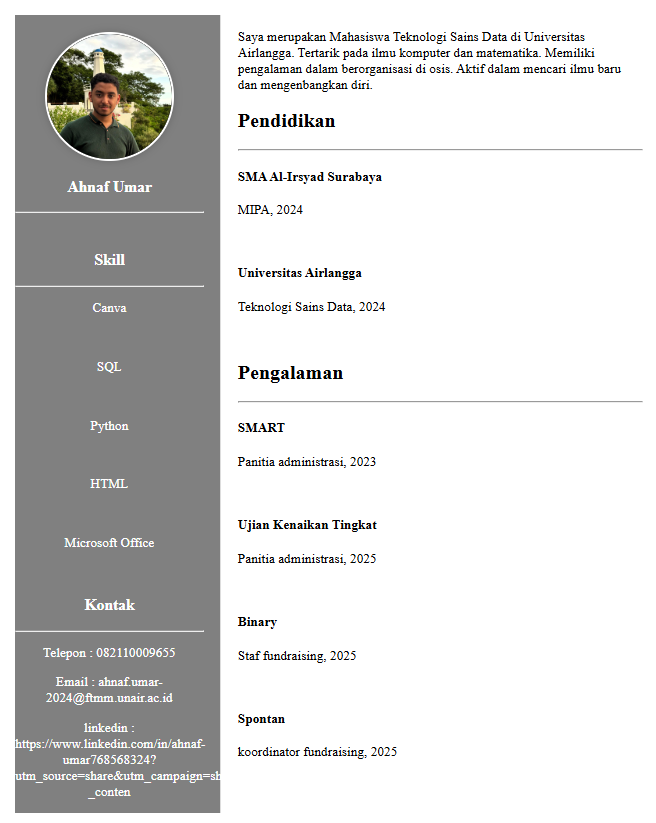 Ahnaf Umar
Skill
Canva
SQL
Python
HTML
Microsoft Office
Kontak
Telepon : 082110009655
Email : ahnaf.umar-
2024@ftmm.unair.ac.id
linkedin :
https://www.linkedin.com/in/ahnaf-
umar768568324?
utm_source=share&utm_campaign=sh
_conten
Saya merupakan Mahasiswa Teknologi Sains Data di Universitas
Airlangga. Tertarik pada ilmu komputer dan matematika. Memiliki
pengalaman dalam berorganisasi di osis. Aktif dalam mencari ilmu baru
dan mengenbangkan diri.
Pendidikan
SMA Al-Irsyad Surabaya
MIPA, 2024
Universitas Airlangga
Teknologi Sains Data, 2024
Pengalaman
SMART
Panitia administrasi, 2023
Ujian Kenaikan Tingkat
Panitia administrasi, 2025
Binary
Staf fundraising, 2025
Spontan
koordinator fundraising, 2025